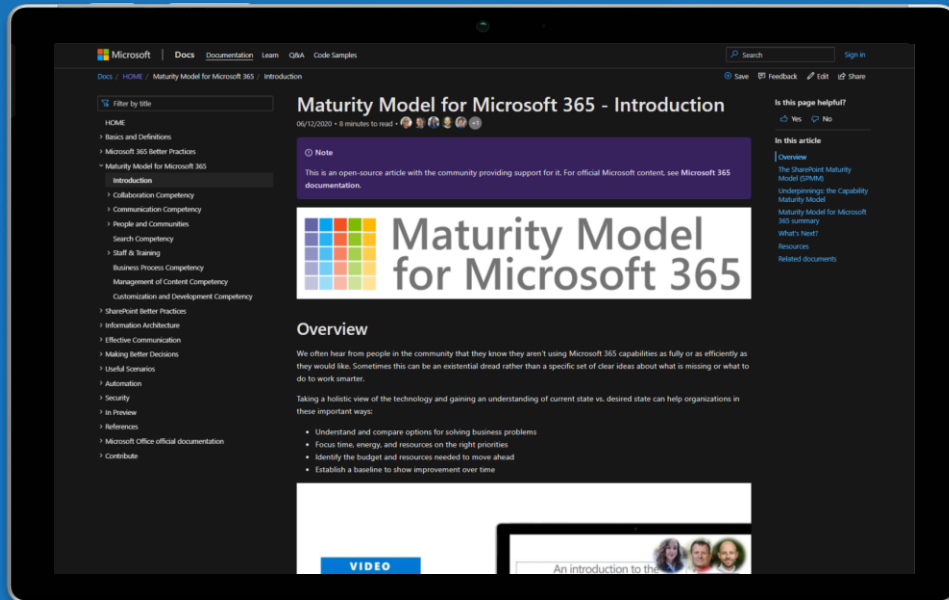 Microsoft Docs Documentation Learn Q&A Code Samples
Search
Sign in
Docs / HOME / Maturity Model for Microsoft 365 / Introduction
Save Feedback Edit Share
Filter by title
HOME
Basics and Definitions
Microsoft 365 Better Practices
Maturity Model for Microsoft 365
Introduction
Collaboration Competency
Communication Competency
People and Communities
Search Competency
Staff & Training
Business Process Competency
Management of Content Competency
Customization and Development Competency
SharePoint Better Practices
Information Architecture
Effective Communication
Making Better Decisions
Useful Scenarios
Automation
Security
In Preview
References
Microsoft Office official documentation
Contribute
Maturity Model for Microsoft 365 - Introduction
06/12/2020 • 8 minutes to read •
+1
Note
This is an open-source article with the community providing support for it. For official Microsoft content, see Microsoft 365
documentation.
Maturity Model
for Microsoft 365
Overview
We often hear from people in the community that they know they aren't using Microsoft 365 capabilities as fully or as efficiently as
they would like. Sometimes this can be an existential dread rather than a specific set of clear ideas about what is missing or what to
do to work smarter.
Taking a holistic view of the technology and gaining an understanding of current state vs. desired state can help organizations in
these important ways:
• Understand and compare options for solving business problems
• Focus time, energy, and resources on the right priorities
• Identify the budget and resources needed to move ahead
• Establish a baseline to show improvement over time
VIDEO
An introduction to the
Is this page helpful?
Yes No
In this article
Overview
The SharePoint Maturity
Model (SPMM)
Underpinnings: the Capability
Maturity Model
Maturity Model for Microsoft
365 summary
What's Next?
Resources
Related documents